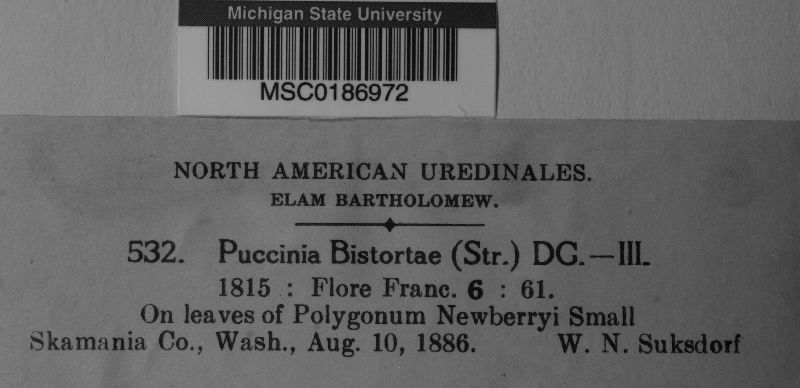 Michigan State University
MSC0186972
NORTH AMERICAN UREDINALES.
ELAM BARTHOLOMEW.
532. Puccinia Bistortae (Str.) DC.—III.
1815 : Flore Franc. 6 : 61.
On leaves of Polygonum Newberryi Small
Skamania Co., Wash., Aug. 10, 1886. W. N. Suksdorf